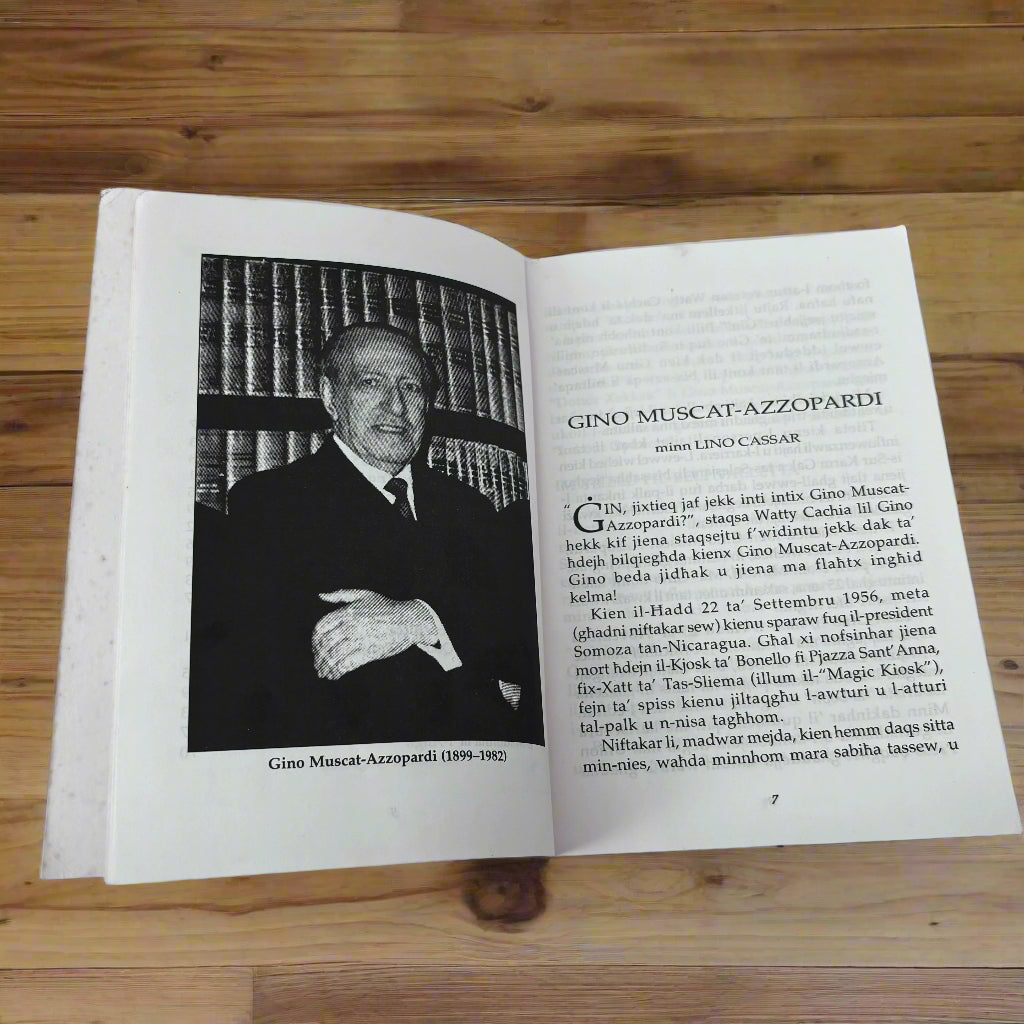 Gino Muscat-Azzopardi (1899–1982)
GINO MUSCAT-AZZOPARDI
minn LINO CASSAR
“ĠIN, jixtieq jaf jekk inti intix Gino Muscat-
Azzopardi?”, staqsa Watty Cachia lil Gino
hekk kif jiena staqsejtu f’widintu jekk dak ta’
ħdejh bilqiegħda kienx Gino Muscat-Azzopardi.
Gino beda jidħak u jiena ma flaħtx ingħid
kelma!
Kien il-Ħadd 22 ta’ Settembru 1956, meta
(għadni niftakar sew) kienu sparaw fuq il-president
Somoza tan-Nicaragua. Għal xi nofsinhar jiena
mort ħdejn il-Kjosk ta’ Bonello fi Pjazza Sant’ Anna,
fix-Xatt ta’ Tas-Sliema (illum il-“Magic Kiosk”),
fejn ta’ spiss kienu jiltaqgħu l-awturi u l-atturi
tal-palk u n-nisa tagħhom.
Niftakar li, madwar mejda, kien hemm daqs sitta
min-nies, waħda minnhom mara sabiħa tassew, u
7